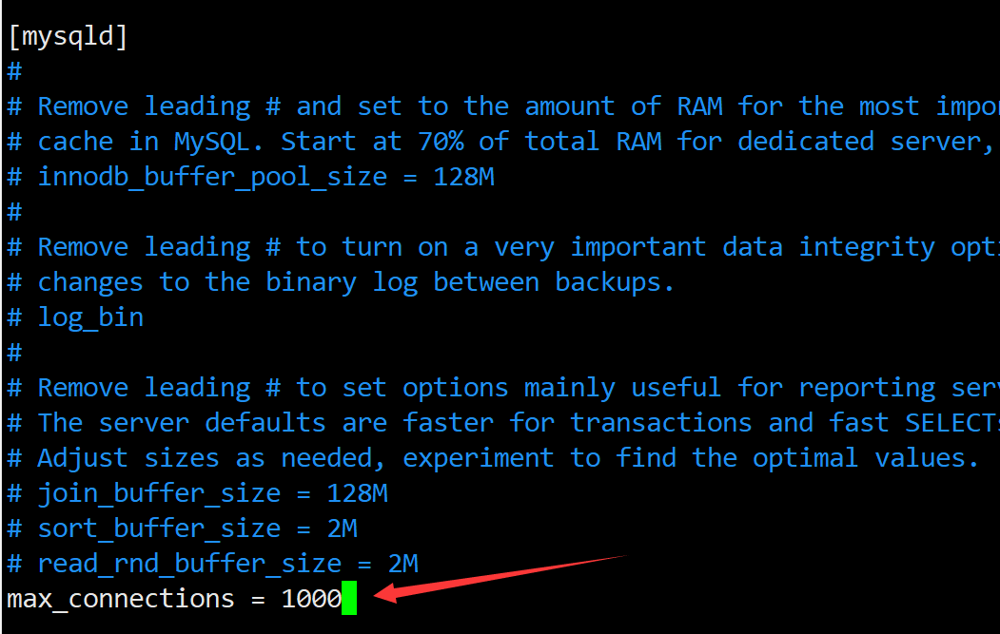 [mysqld]
#
# Remove leading # and set to the amount of RAM for the most
# cache in MySQL. Start at 70% of total RAM for dedicated server,
# innodb_buffer_pool_size = 128M
#
# Remove leading # to turn on a very important data integrity
# changes to the binary log between backups.
# log_bin
#
# Remove leading # to set options mainly useful for reporting
# The server defaults are faster for transactions and fast
# Adjust sizes as needed, experiment to find the optimal values.
# join_buffer_size = 128M
# sort_buffer_size = 2M
# read_rnd_buffer_size = 2M
max_connections = 1000